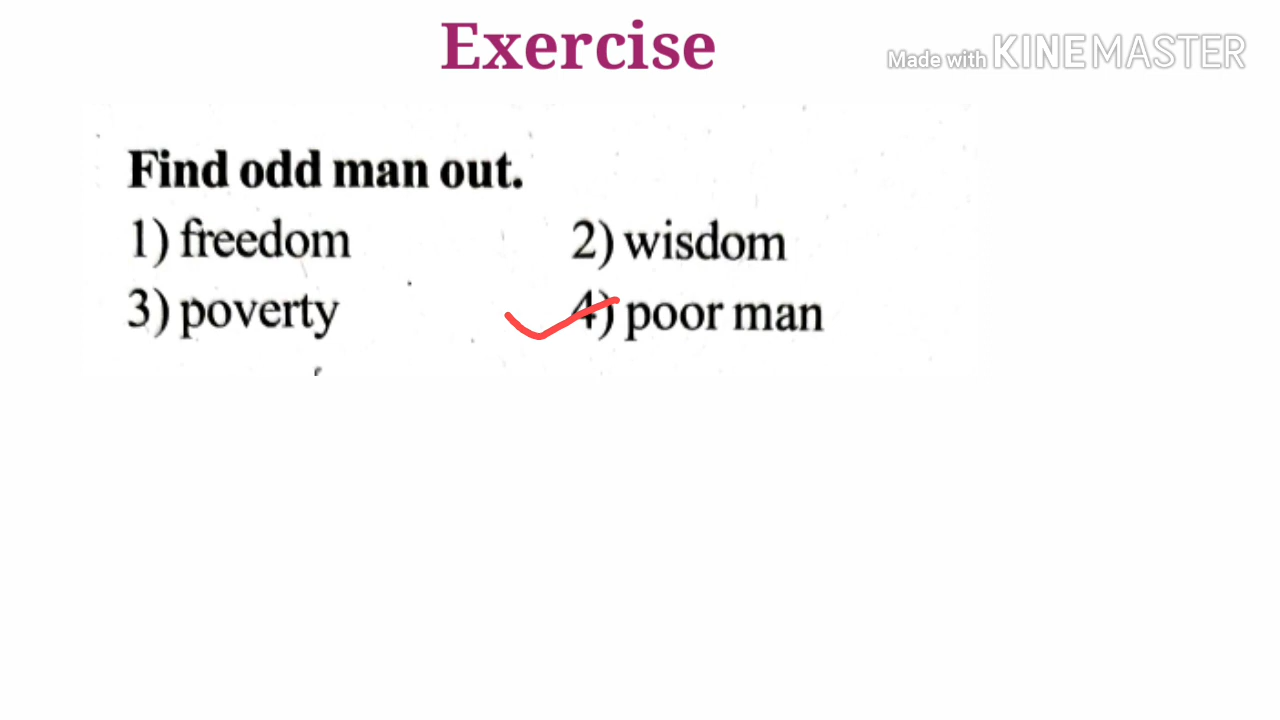 Exercise
Made with KINEMASTER
Find odd man out.
1) freedom 2) wisdom
3) poverty 4) poor man